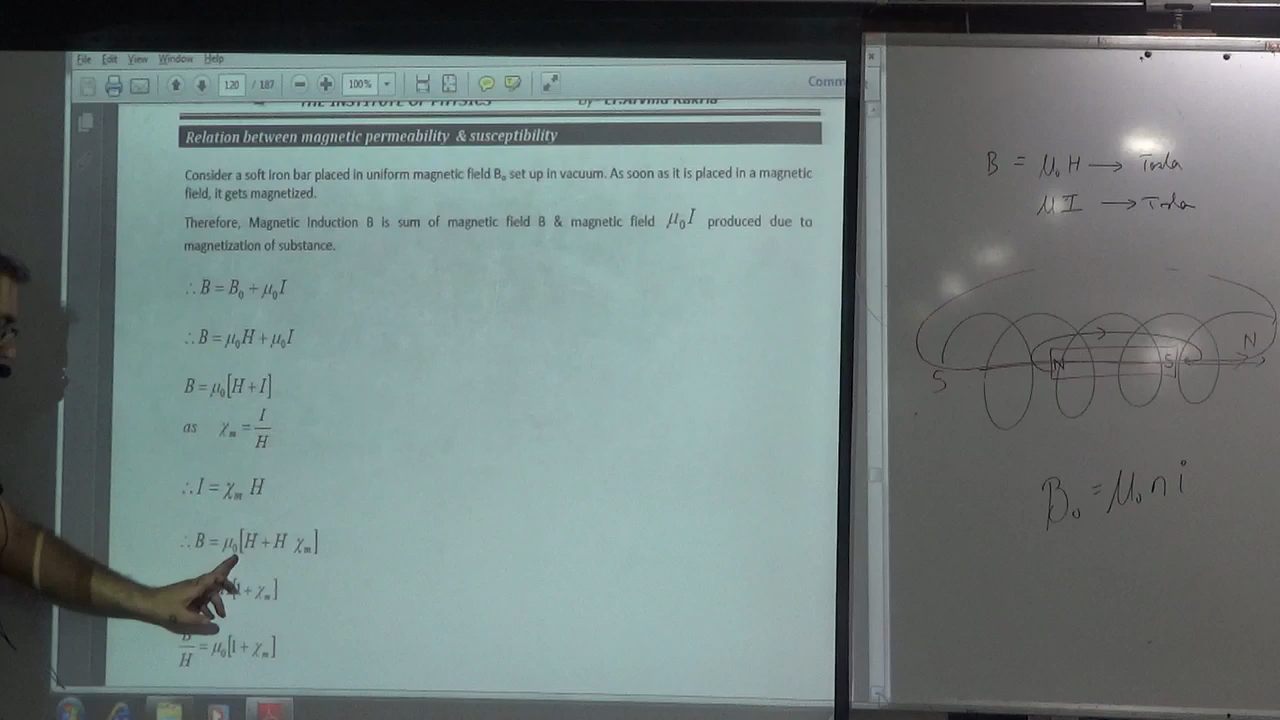 File Edit View Window Help
120 / 187 100% Comm
THE INSTITUTE OF PHYSICS by Er.Arvind
Relation between magnetic permeability & susceptibility
Consider a soft Iron bar placed in uniform magnetic field B₀ set up in vacuum. As soon as it is placed in a magnetic
field, it gets magnetized.
Therefore, Magnetic Induction B is sum of magnetic field B & magnetic field μ₀I produced due to
magnetization of substance.
∴ B = B₀ + μ₀I
∴ B = μ₀H + μ₀I
B = μ₀[H + I]
as χₘ = I/H
∴ I = χₘ H
∴ B = μ₀[H + H χₘ]
[1 + χₘ]
B/H = μ₀[1 + χₘ]
B = μ₀H → Tesla
μI → Tesla
S N S N
B₀ = μ₀ni